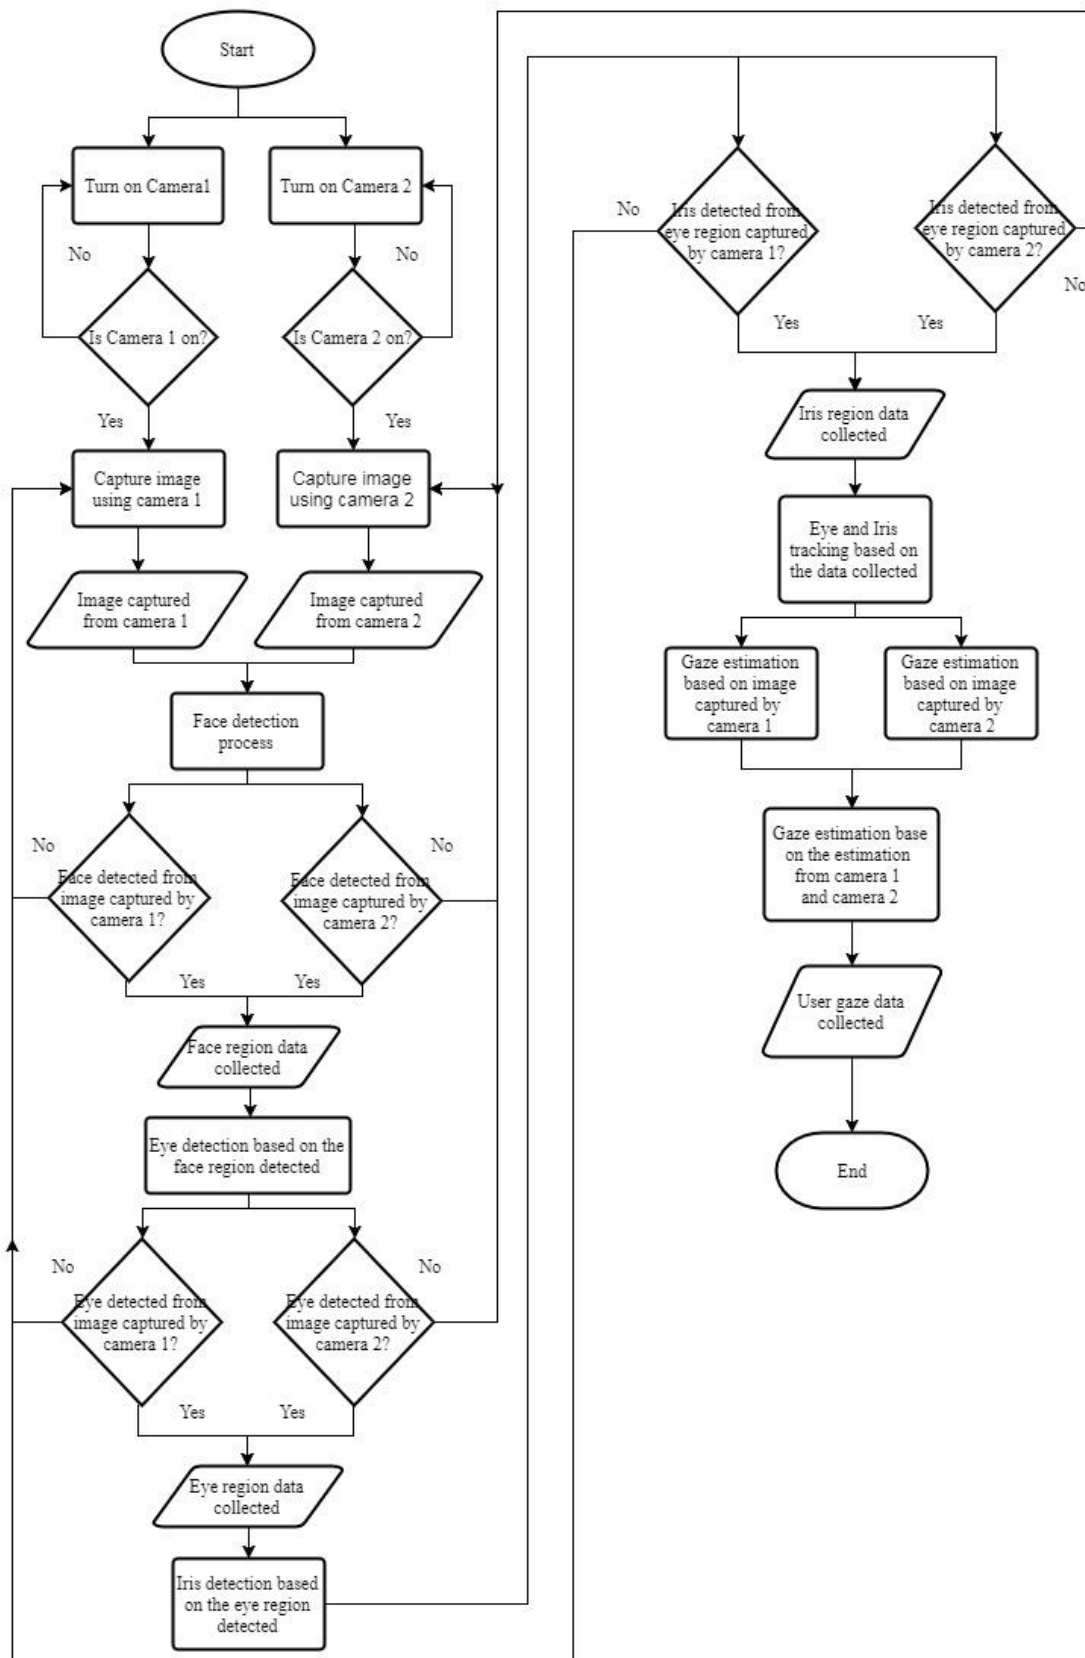 Start
Turn on Camera1
Turn on Camera 2
No
No
Is Camera 1 on?
Is Camera 2 on?
Yes
Yes
Capture image
using camera 1
Capture image
using camera 2
Image captured
from camera 1
Image captured
from camera 2
Face detection
process
No
No
Face detected from
image captured by
camera 1?
Face detected from
image captured by
camera 2?
Yes
Yes
Face region data
collected
Eye detection based on the
face region detected
No
No
Eye detected from
image captured by
camera 1?
Eye detected from
image captured by
camera 2?
Yes
Yes
Eye region data
collected
Iris detection based
on the eye region
detected
No
Iris detected from
eye region captured
by camera 1?
Iris detected from
eye region captured
by camera 2?
No
Yes
Yes
Iris region data
collected
Eye and Iris
tracking based on
the data collected
Gaze estimation
based on image
captured by
camera 1
Gaze estimation
based on image
captured by
camera 2
Gaze estimation base
on the estimation
from camera 1
and camera 2
User gaze data
collected
End